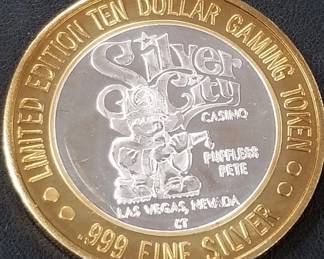 LIMITED EDITION TEN DOLLAR GAMING TOKEN
Silver
City
CASINO
PUFFLESS
PETE
LAS VEGAS, NEVADA
CT
.999 FINE SILVER